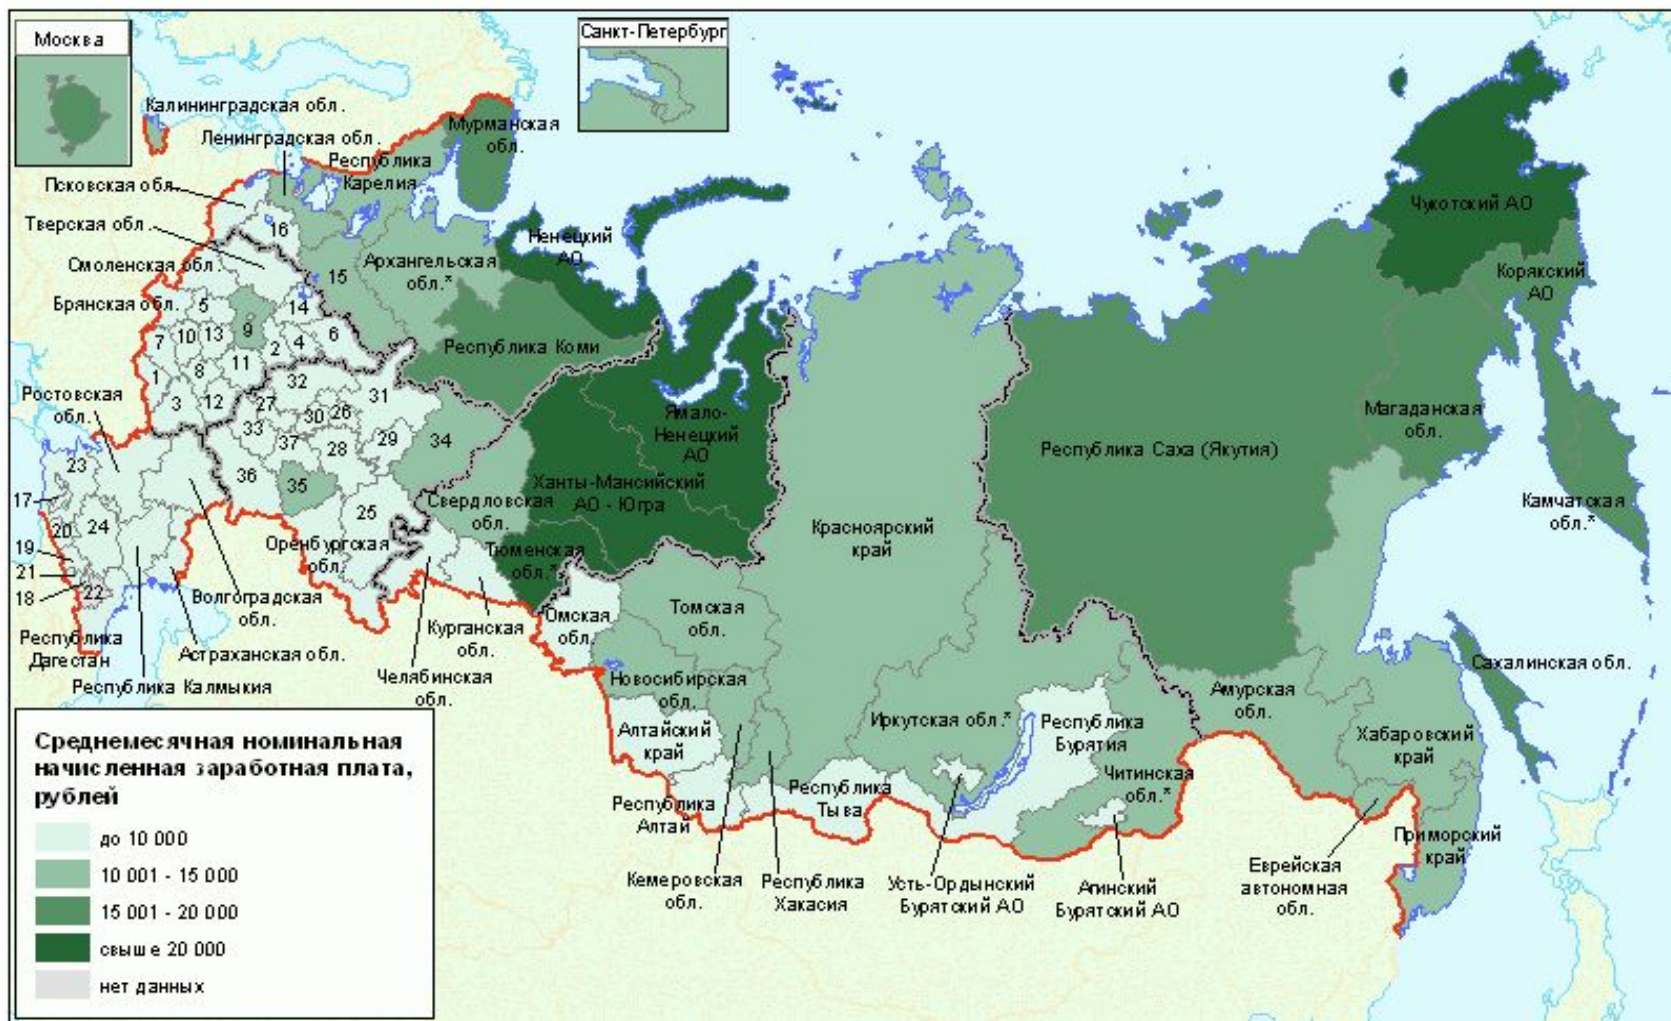 Москва
Санкт-Петербург
Калининградская обл.
Ленинградская обл.
Мурманская
обл.
Республика
Карелия
Псковская обл.
Тверская обл.
16
Смоленская обл.
Ненецкий
АО
Архангельская
обл.*
15
Чукотский АО
Корякский
АО
Брянская обл.
5
14
7
10
13
9
2
4
6
Республика Коми
1
8
11
3
12
32
31
Ростовская
обл.
27
30
26
33
37
28
29
34
Ямало-
Ненецкий
АО
Магаданская
обл.
Республика Саха (Якутия)
23
36
35
Ханты-Мансийский
АО - Югра
17
25
Свердловская
обл.
Красноярский
край
Камчатская
обл.*
20
24
19
Оренбургская
обл.
Тюменская
обл.*
21
18
22
Волгоградская
обл.
Омская
обл.
Томская
обл.
Курганская
обл.
Республика
Дагестан
Астраханская обл.
Челябинская
обл.
Республика Калмыкия
Новосибирская
обл.
Сахалинская обл.
Амурская
обл.
Иркутская обл.*
Республика
Бурятия
Алтайский
край
Хабаровский
край
Читинская
обл.*
Республика
Тыва
Республика
Алтай
Приморский
край
Кемеровская
обл.
Республика
Хакасия
Усть-Ордынский
Бурятский АО
Агинский
Бурятский АО
Еврейская
автономная
обл.
Среднемесячная номинальная
начисленная заработная плата,
рублей
до 10 000
10 001 - 15 000
15 001 - 20 000
свыше 20 000
нет данных